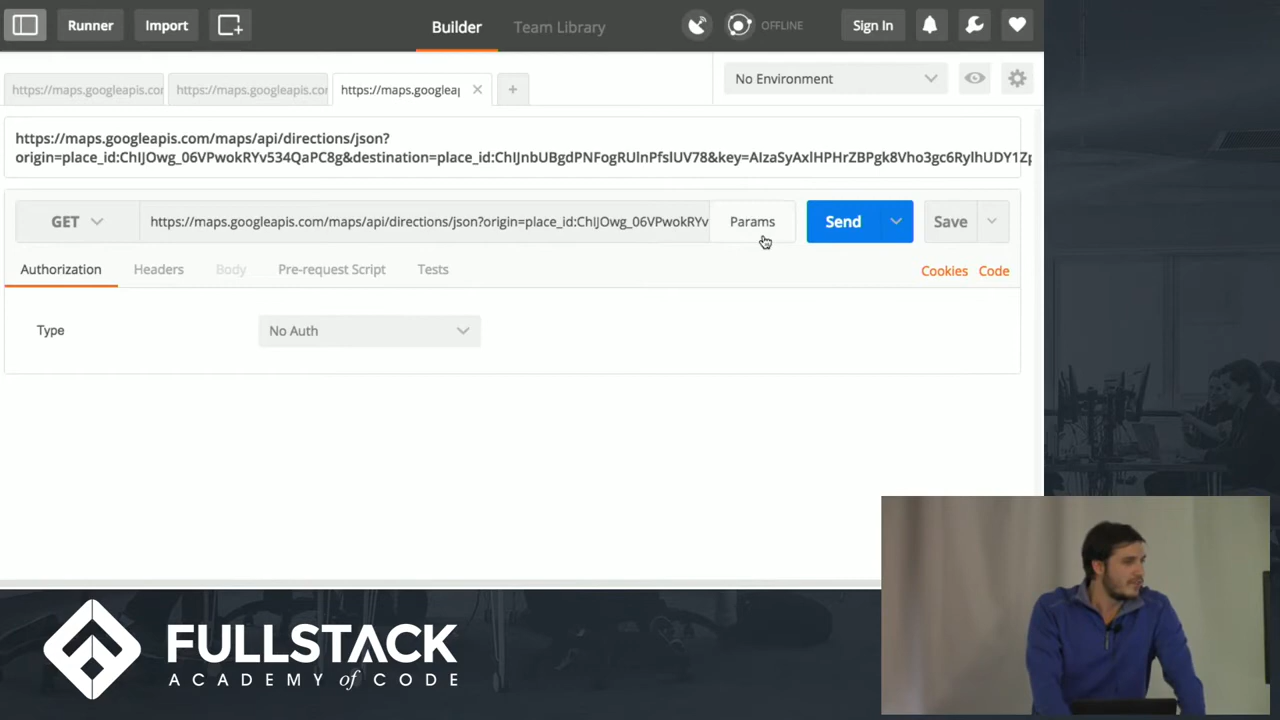 Runner
Import
Builder
Team Library
OFFLINE
Sign In
https://maps.googleapis.com
https://maps.googleapis.com
https://maps.googlea
+
No Environment
https://maps.googleapis.com/maps/api/directions/json?
origin=place_id:ChIJOwg_06VPwokRYv534QaPC8g&destination=place_id:ChIJnbUBgdPNFogRUlnPfslUV78&key=
GET
https://maps.googleapis.com/maps/api/directions/json?origin=place_id:ChIJOwg_06VPwokRYv
Params
Send
Save
Authorization
Headers
Body
Pre-request Script
Tests
Cookies
Code
Type
No Auth
FULLSTACK
ACADEMY of CODE